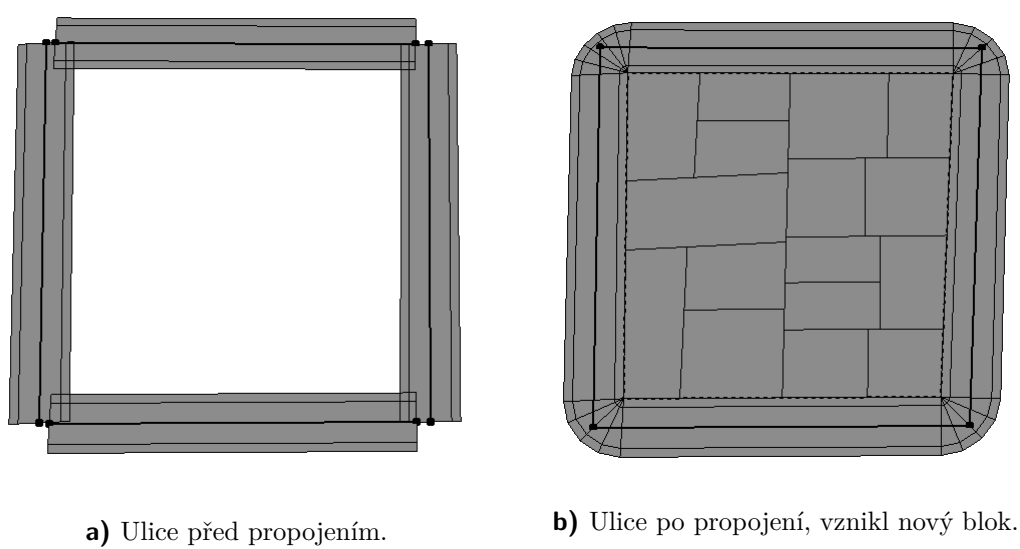 a) Ulice před propojením.
b) Ulice po propojení, vznikl nový blok.